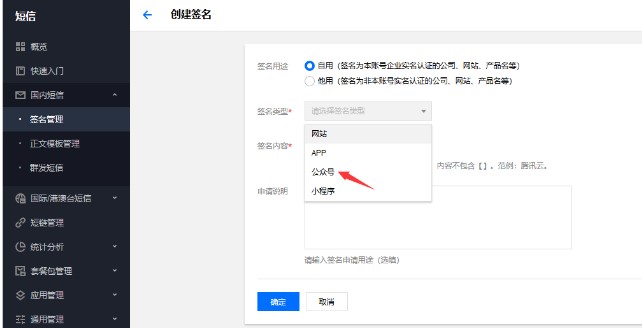 短信
创建签名
概览
快速入门
国内短信
签名管理
正文模板管理
群发短信
国际/港澳台短信
短链管理
统计分析
套餐包管理
应用管理
通用管理
签名用途
自用（签名为本账号企业实名认证的公司、网站、产品名等）
他用（签名为非本账号实名认证的公司、网站、产品名等）
签名类型*
请选择签名类型
网站
APP
公众号
小程序
签名内容*
内容不包含【】。范例：腾讯云。
申请说明
请输入签名申请用途（选填）
确定
取消